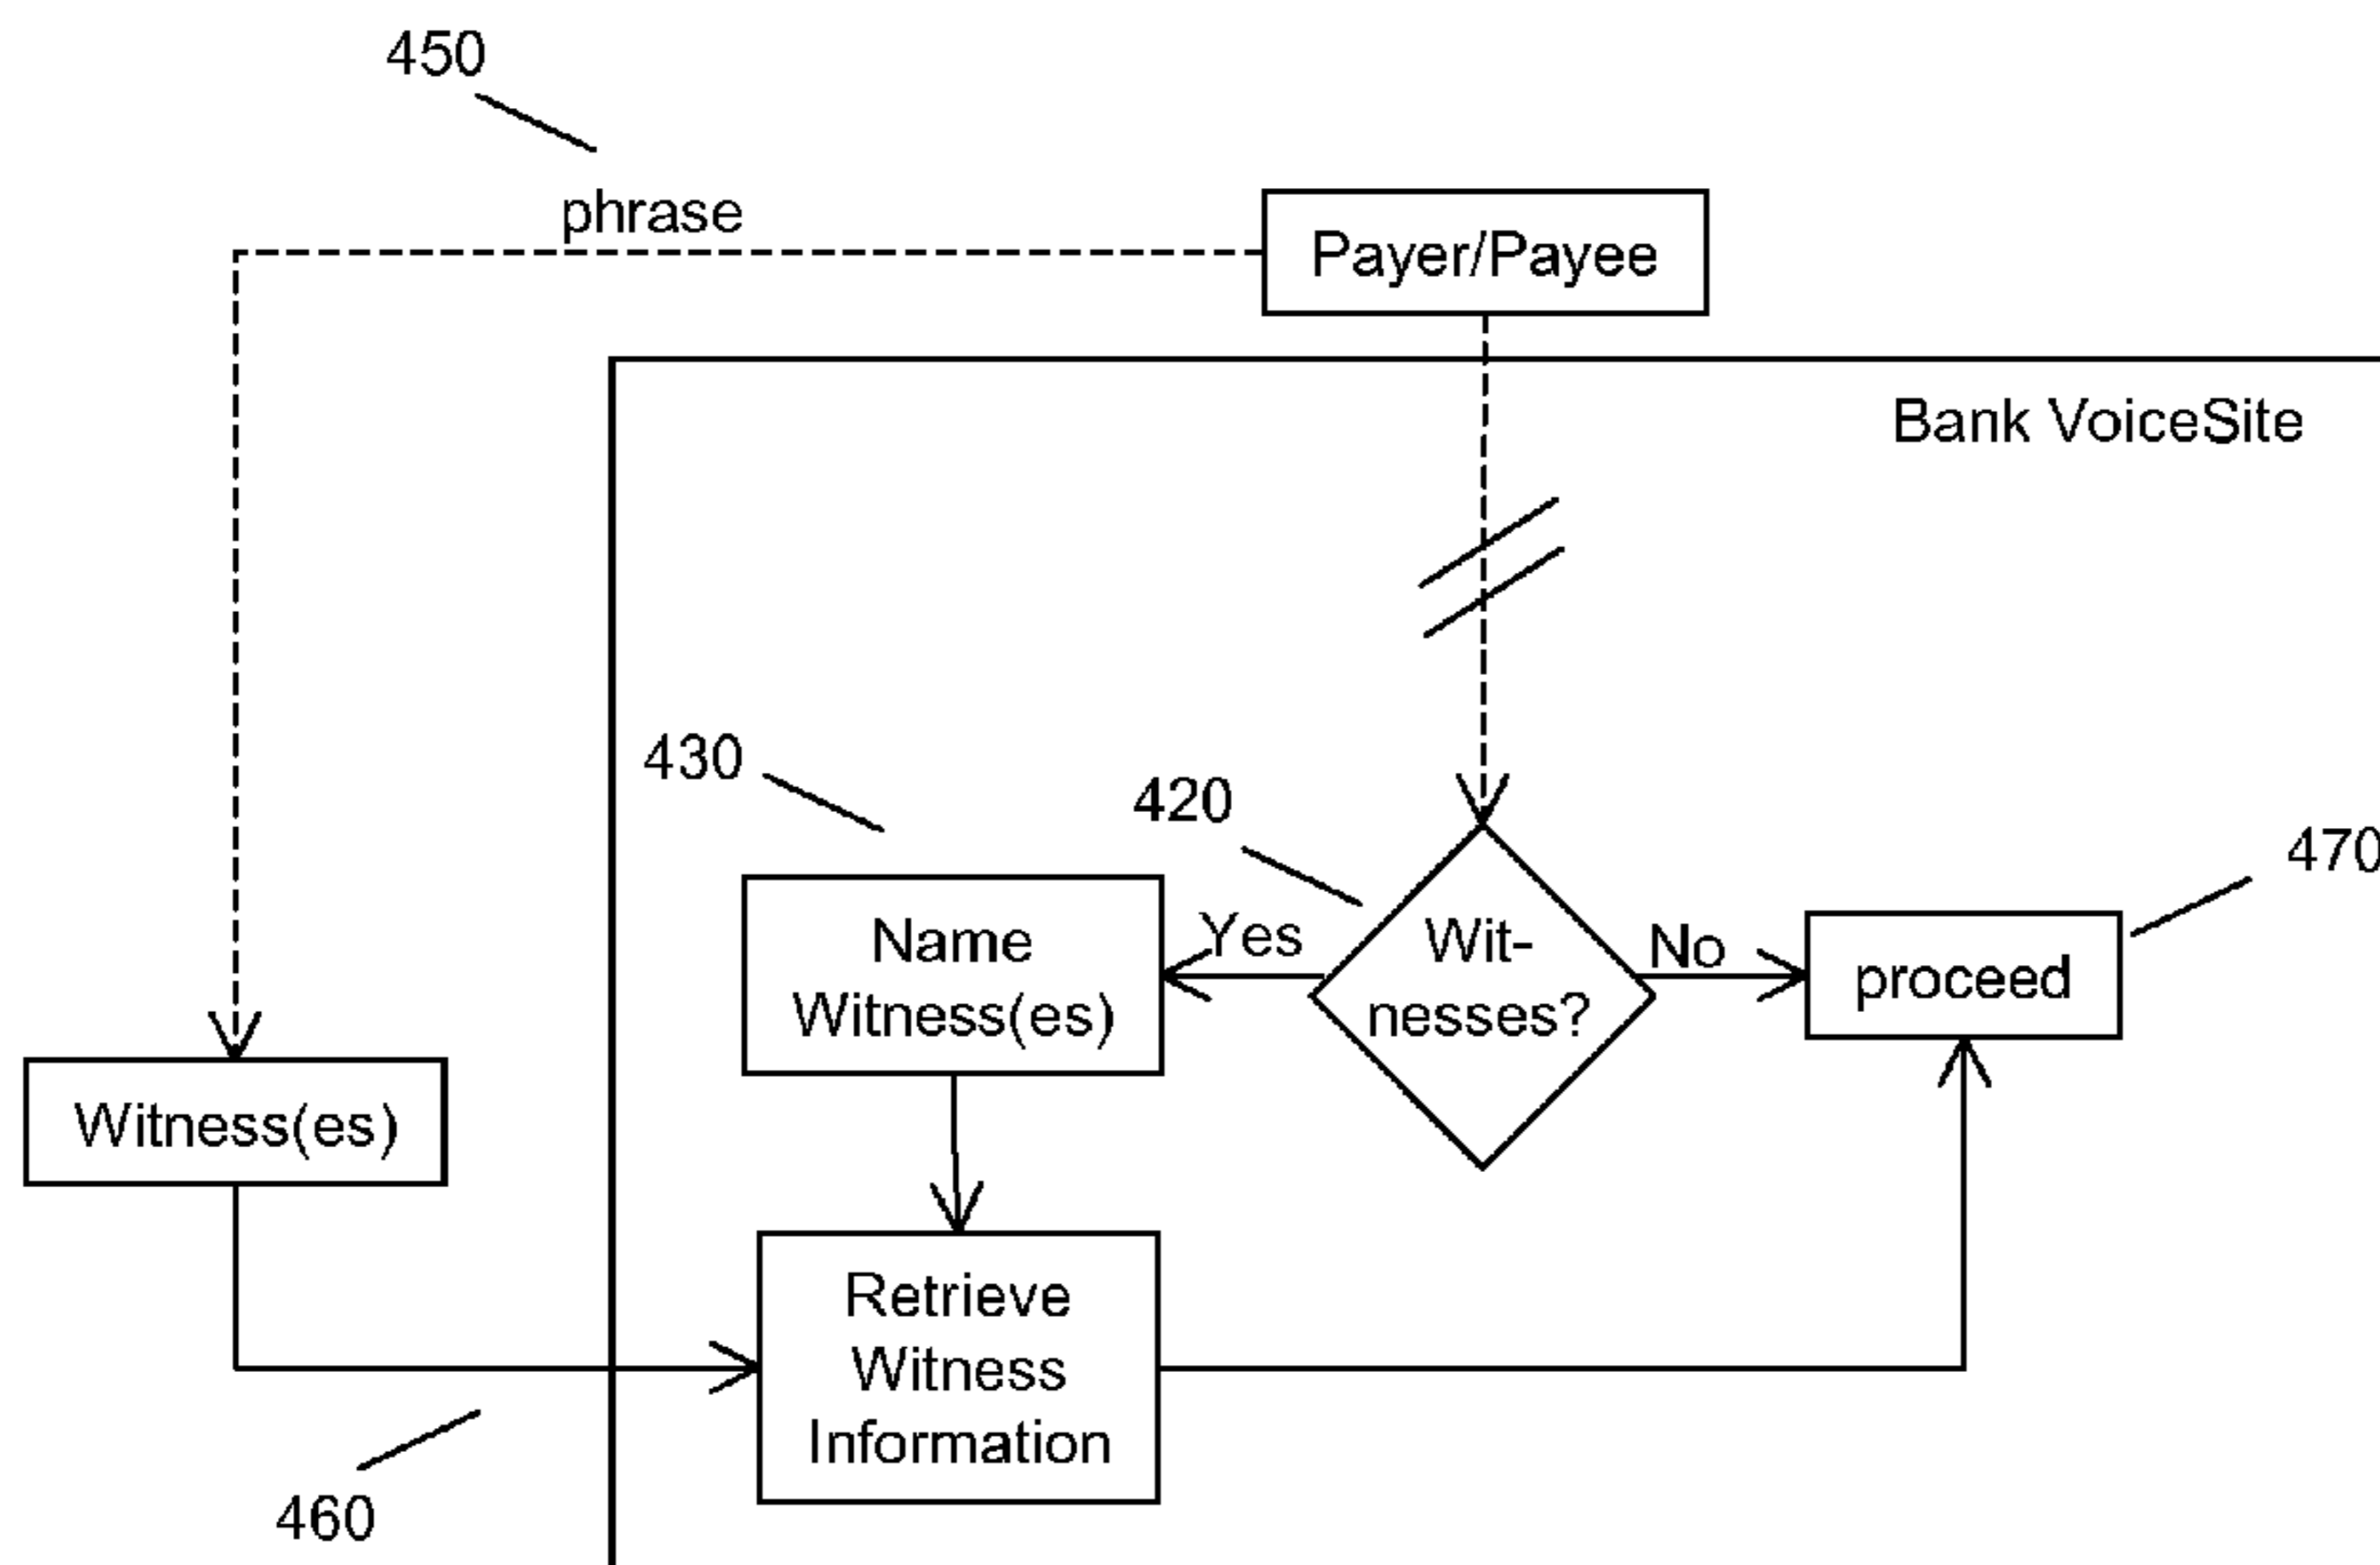 450
phrase
Payer/Payee
Bank VoiceSite
430
420
470
Name
Witness(es)
Yes
Wit-
nesses?
No
proceed
Witness(es)
Retrieve
Witness
Information
460